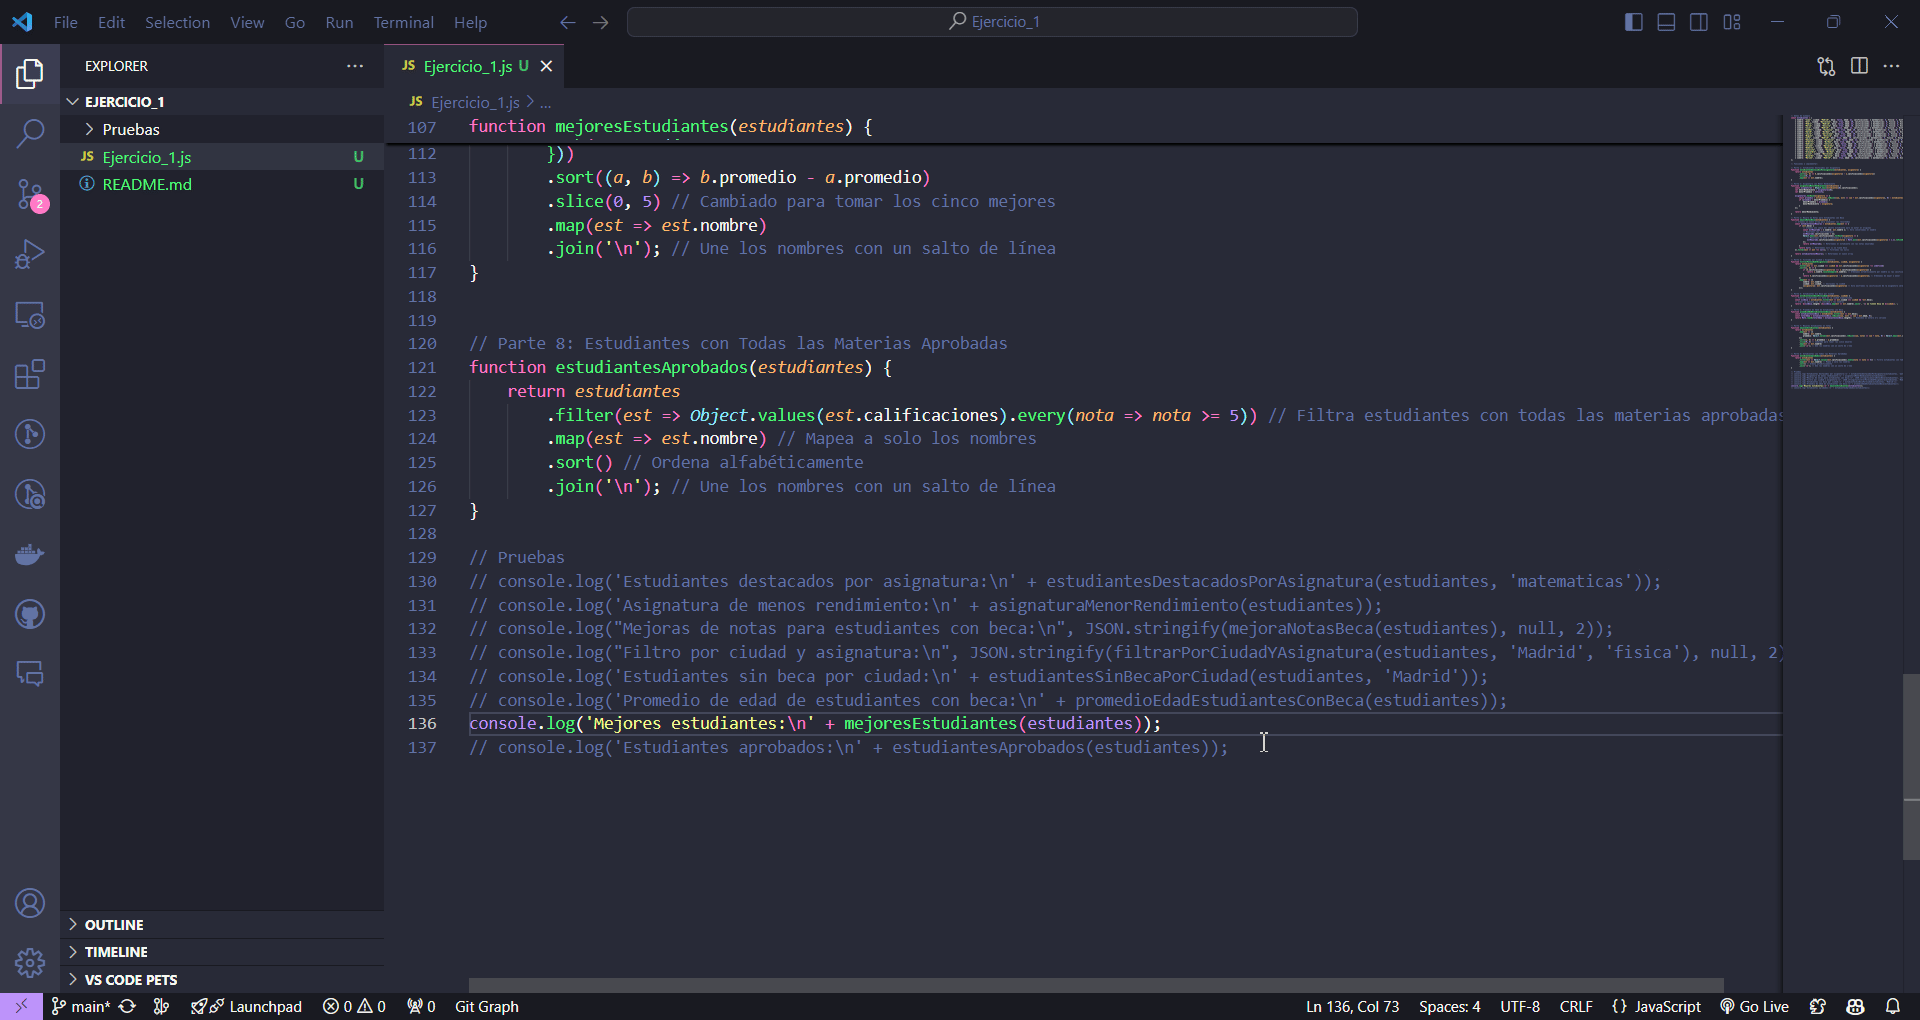 File Edit Selection View Go Run Terminal Help
Ejercicio_1
EXPLORER
EJERCICIO_1
Pruebas
JS Ejercicio_1.js U
README.md U
JS Ejercicio_1.js U
JS Ejercicio_1.js > ...
107 function mejoresEstudiantes(estudiantes) {
112 }))
113 .sort((a, b) => b.promedio - a.promedio)
114 .slice(0, 5) // Cambiado para tomar los cinco mejores
115 .map(est => est.nombre)
116 .join('\n'); // Une los nombres con un salto de línea
117 }
118
119
120 // Parte 8: Estudiantes con Todas las Materias Aprobadas
121 function estudiantesAprobados(estudiantes) {
122 return estudiantes
123 .filter(est => Object.values(est.calificaciones).every(nota => nota >= 5)) // Filtra estudiantes con todas las materias aprobadas
124 .map(est => est.nombre) // Mapea a solo los nombres
125 .sort() // Ordena alfabéticamente
126 .join('\n'); // Une los nombres con un salto de línea
127 }
128
129 // Pruebas
130 // console.log('Estudiantes destacados por asignatura:\n' + estudiantesDestacadosPorAsignatura(estudiantes, 'matematicas'));
131 // console.log('Asignatura de menos rendimiento:\n' + asignaturaMenorRendimiento(estudiantes));
132 // console.log("Mejoras de notas para estudiantes con beca:\n", JSON.stringify(mejoraNotasBeca(estudiantes), null, 2));
133 // console.log("Filtro por ciudad y asignatura:\n", JSON.stringify(filtrarPorCiudadYAsignatura(estudiantes, 'Madrid', 'fisica'), null, 2)
134 // console.log('Estudiantes sin beca por ciudad:\n' + estudiantesSinBecaPorCiudad(estudiantes, 'Madrid'));
135 // console.log('Promedio de edad de estudiantes con beca:\n' + promedioEdadEstudiantesConBeca(estudiantes));
136 console.log('Mejores estudiantes:\n' + mejoresEstudiantes(estudiantes));
137 // console.log('Estudiantes aprobados:\n' + estudiantesAprobados(estudiantes));
2
OUTLINE
TIMELINE
VS CODE PETS
main* Launchpad 0 0 0 Git Graph Ln 136, Col 73 Spaces: 4 UTF-8 CRLF {} JavaScript Go Live